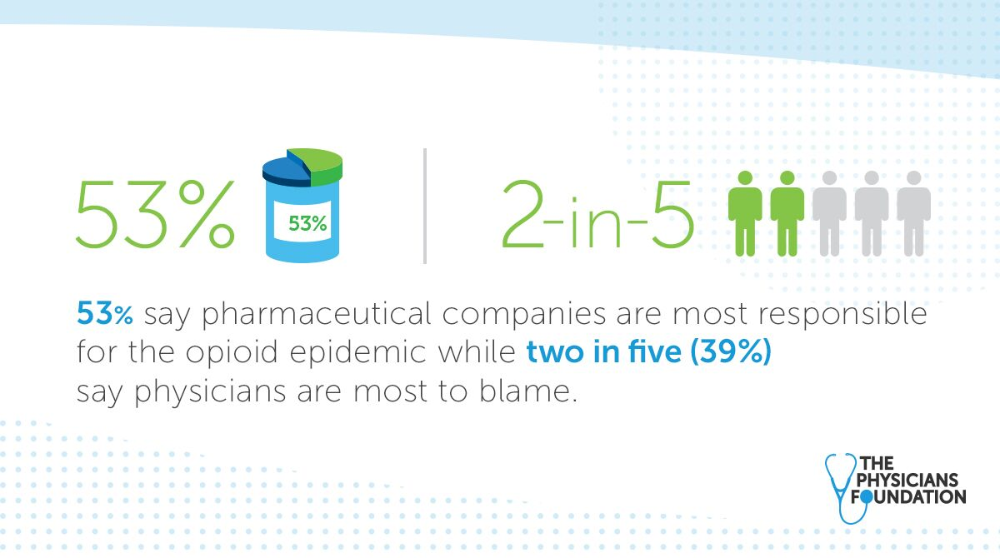 53%
53%
2-in-5
53% say pharmaceutical companies are most responsible
for the opioid epidemic while two in five (39%)
say physicians are most to blame.
THE
PHYSICIANS
FOUNDATION